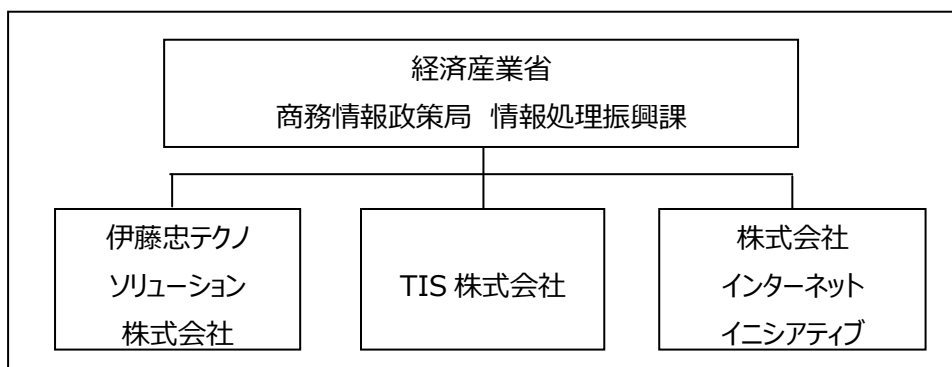 経済産業省
商務情報政策局 情報処理振興課
伊藤忠テクノ
ソリューション
株式会社
TIS 株式会社
株式会社
インターネット
イニシアティブ